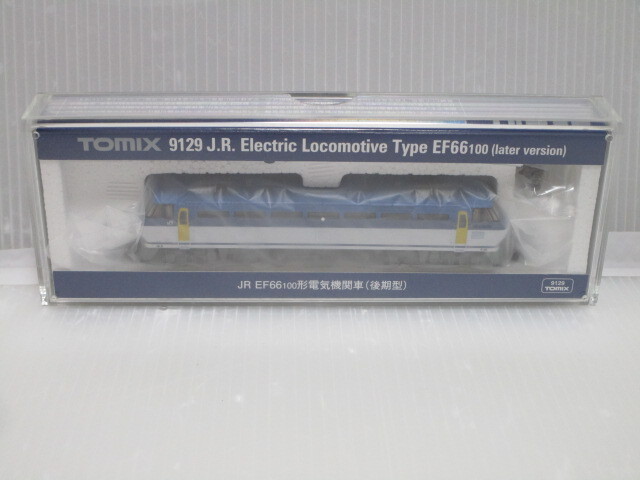 TOMIX 9129 J.R. Electric Locomotive Type EF66100 (later version)
JR EF66100形電気機関車(後期型)
9129
TOMIX